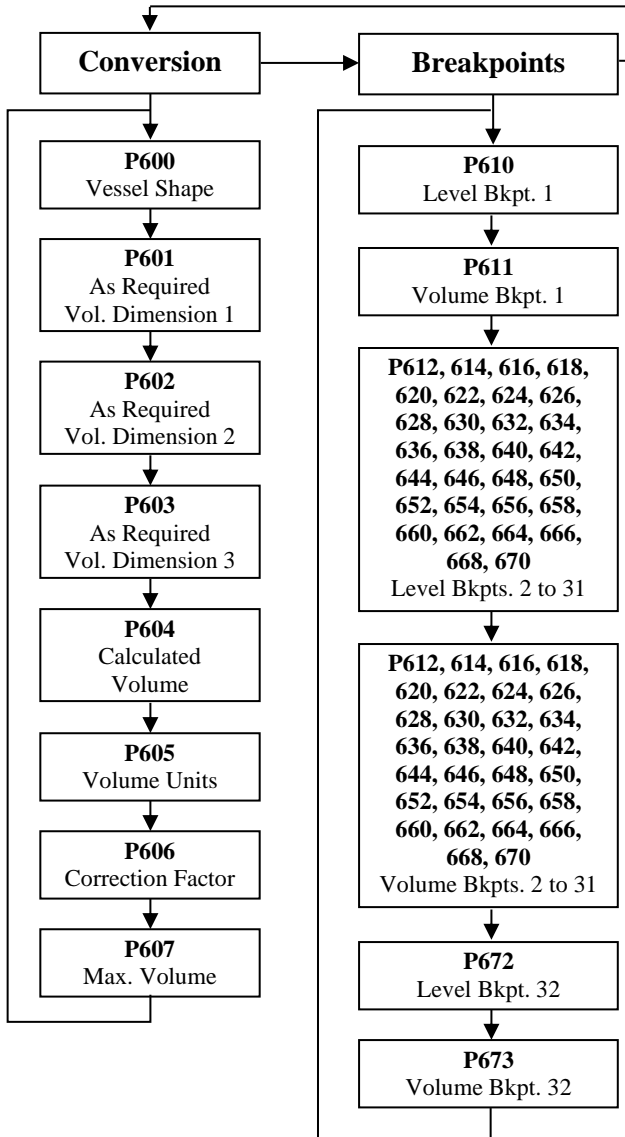 Conversion
P600
Vessel Shape
P601
As Required
Vol. Dimension 1
P602
As Required
Vol. Dimension 2
P603
As Required
Vol. Dimension 3
P604
Calculated
Volume
P605
Volume Units
P606
Correction Factor
P607
Max. Volume
Breakpoints
P610
Level Bkpt. 1
P611
Volume Bkpt. 1
P612, 614, 616, 618,
620, 622, 624, 626,
628, 630, 632, 634,
636, 638, 640, 642,
644, 646, 648, 650,
652, 654, 656, 658,
660, 662, 664, 666,
668, 670
Level Bkpts. 2 to 31
P612, 614, 616, 618,
620, 622, 624, 626,
628, 630, 632, 634,
636, 638, 640, 642,
644, 646, 648, 650,
652, 654, 656, 658,
660, 662, 664, 666,
668, 670
Volume Bkpts. 2 to 31
P672
Level Bkpt. 32
P673
Volume Bkpt. 32